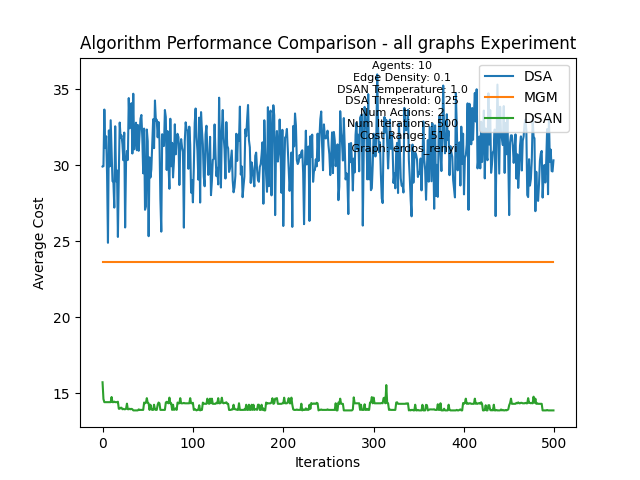 Algorithm Performance Comparison - all graphs Experiment
Agents: 10
Edge Density: 0.1
DSAN Temperature: 1.0
DSA Threshold: 0.25
Num Actions: 2
Num Iterations: 500
Cost Range: 51
Graph: erdos_renyi
DSA
MGM
DSAN
Average Cost
35
30
25
20
15
0
100
200
300
400
500
Iterations